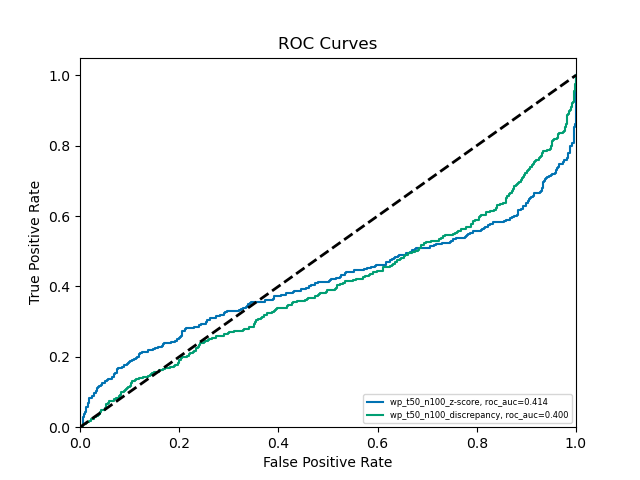 ROC Curves
True Positive Rate
1.0
0.8
0.6
0.4
0.2
0.0
0.0 0.2 0.4 0.6 0.8 1.0
False Positive Rate
wp_t50_n100_z-score, roc_auc=0.414
wp_t50_n100_discrepancy, roc_auc=0.400